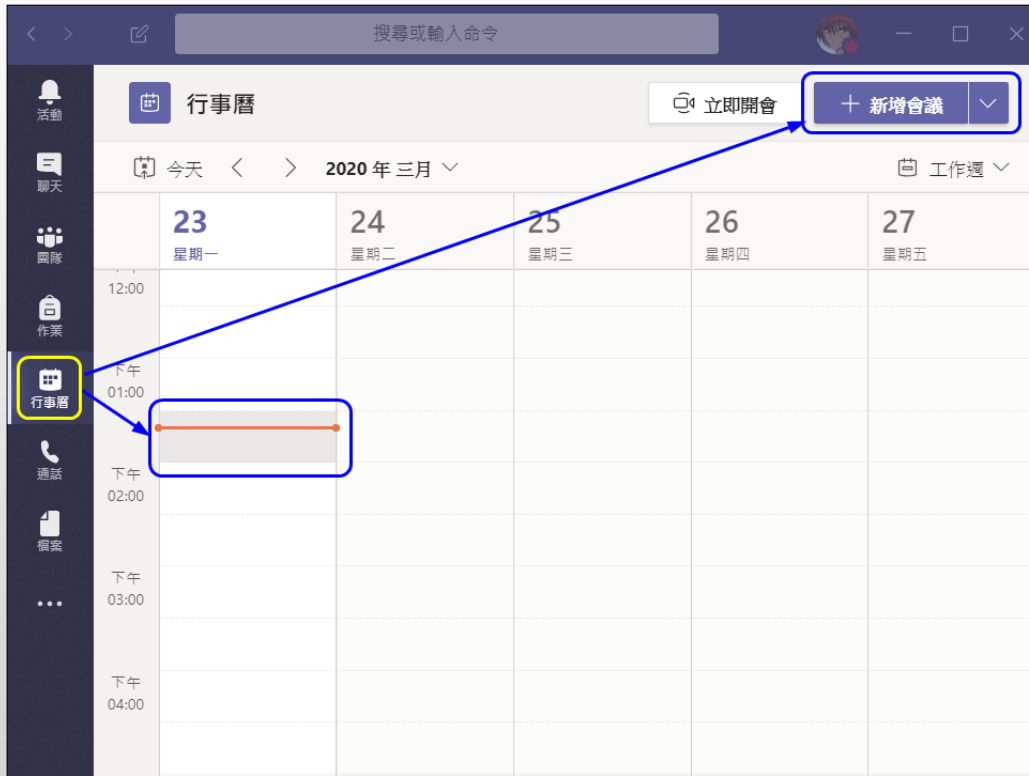 搜尋或輸入命令
活動
聊天
團隊
作業
行事曆
通話
檔案
行事曆
立即開會
新增會議
今天
2020 年 三月
工作週
23
星期一
24
星期二
25
星期三
26
星期四
27
星期五
12:00
下午
01:00
下午
02:00
下午
03:00
下午
04:00